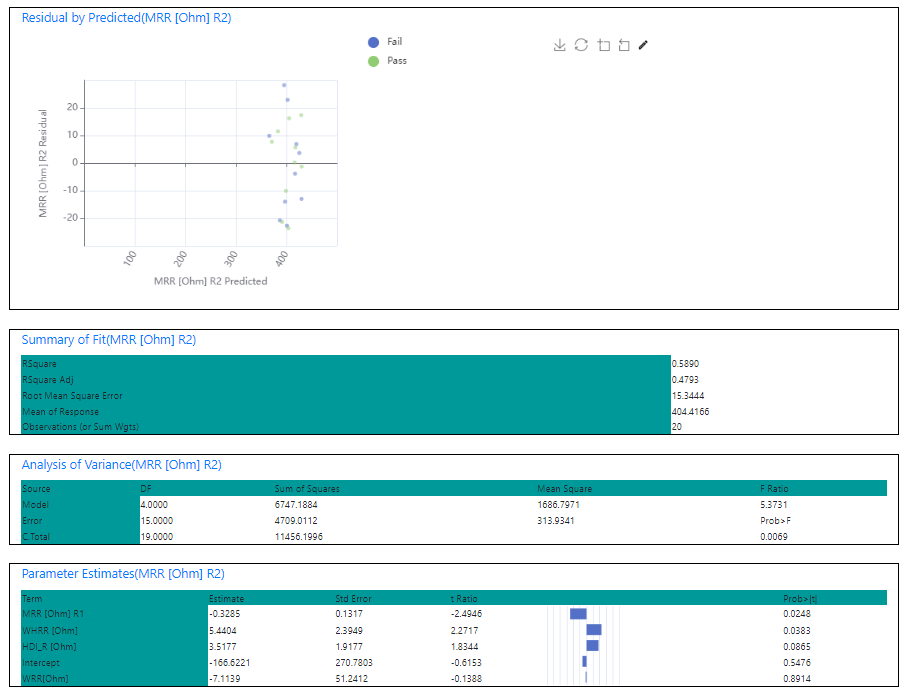 Residual by Predicted(MRR [Ohm] R2)
Fail
Pass
MRR [Ohm] R2 Residual
20
10
0
-10
-20
100 200 300 400
MRR [Ohm] R2 Predicted
Summary of Fit(MRR [Ohm] R2)
RSquare 0.5890
RSquare Adj 0.4793
Root Mean Square Error 15.3444
Mean of Response 404.4166
Observations (or Sum Wgts) 20
Analysis of Variance(MRR [Ohm] R2)
Source DF Sum of Squares Mean Square F Ratio
Model 4.0000 6747.1884 1686.7971 5.3731
Error 15.0000 4709.0112 313.9341 Prob>F
C.Total 19.0000 11456.1996 0.0069
Parameter Estimates(MRR [Ohm] R2)
Term Estimate Std Error t Ratio Prob>|t|
MRR [Ohm] R1 -0.3285 0.1317 -2.4946 0.0248
WHRR [Ohm] 5.4404 2.3949 2.2717 0.0383
HDI_R [Ohm] 3.5177 1.9177 1.8344 0.0865
Intercept -166.6221 270.7803 -0.6153 0.5476
WRR[Ohm] -7.1139 51.2412 -0.1388 0.8914